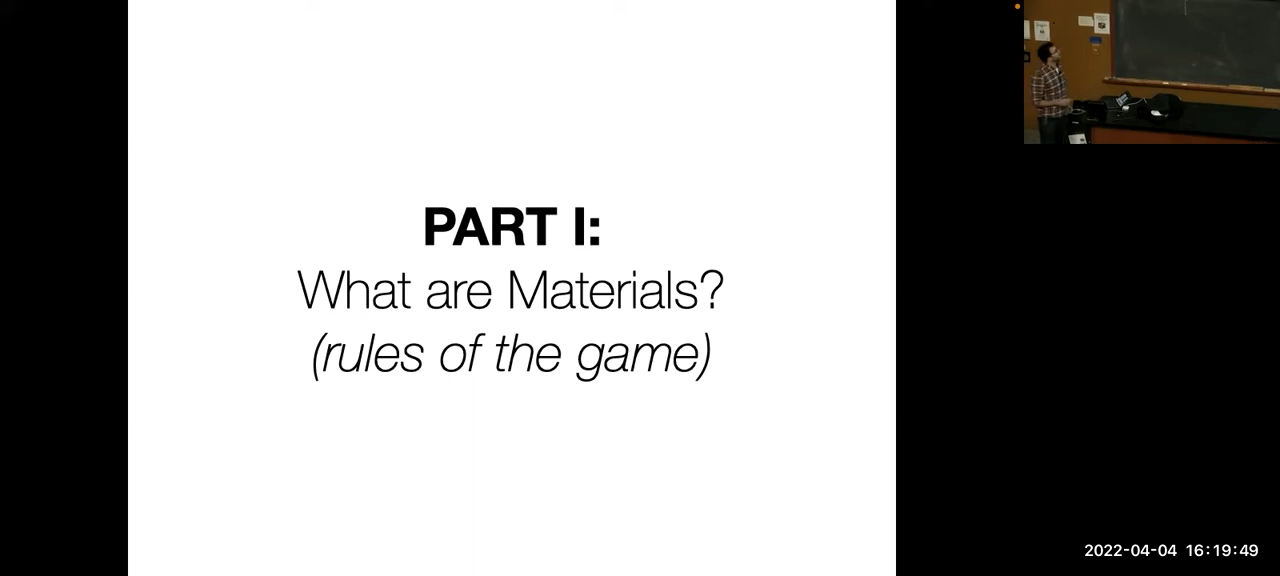 PART I:
What are Materials?
(rules of the game)
2022-04-04 16:19:49